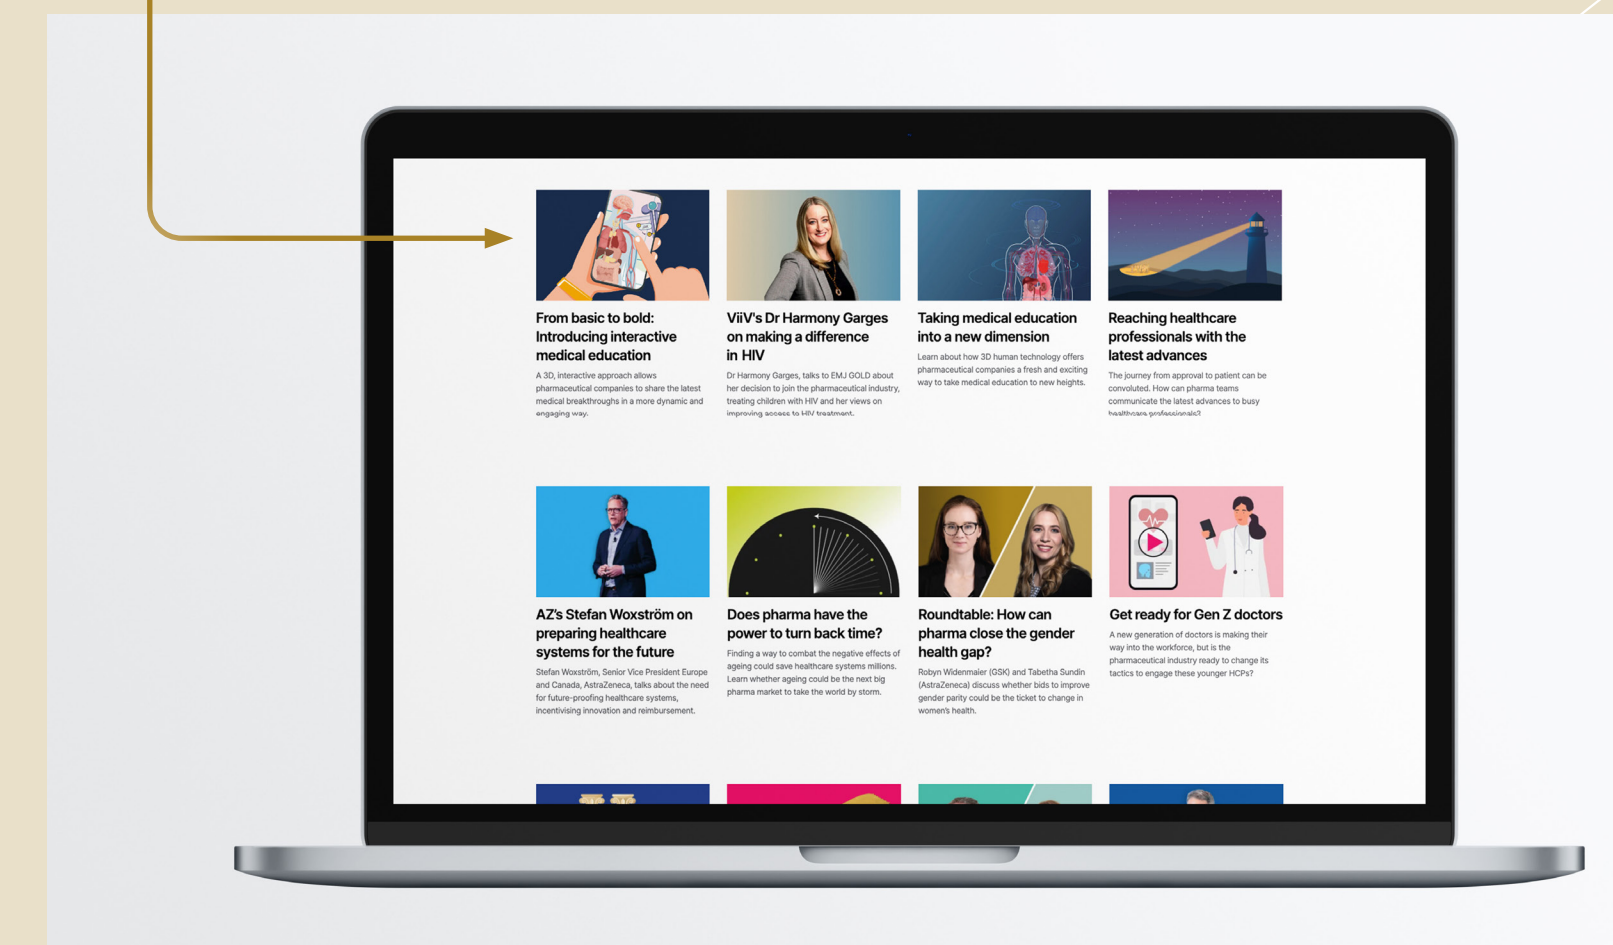 From basic to bold:
Introducing interactive
medical education
A 3D, interactive approach allows
pharmaceutical companies to share the latest
medical breakthroughs in a more dynamic and
engaging way.
ViiV's Dr Harmony Garges
on making a difference
in HIV
Dr Harmony Garges, talks to EMJ GOLD about
her decision to join the pharmaceutical industry,
treating children with HIV and her views on
improving access to HIV treatment.
Taking medical education
into a new dimension
Learn about how 3D human technology offers
pharmaceutical companies a fresh and exciting
way to take medical education to new heights.
Reaching healthcare
professionals with the
latest advances
The journey from approval to patient can be
convoluted. How can pharma teams
communicate the latest advances to busy
healthcare professionals?
AZ's Stefan Woxström on
preparing healthcare
systems for the future
Stefan Woxström, Senior Vice President Europe
and Canada, AstraZeneca, talks about the need
for future-proofing healthcare systems,
incentivising innovation and reimbursement.
Does pharma have the
power to turn back time?
Finding a way to combat the negative effects of
ageing could save healthcare systems millions.
Learn whether ageing could be the next big
pharma market to take the world by storm.
Roundtable: How can
pharma close the gender
health gap?
Robyn Widenmaier (GSK) and Tabetha Sundin
(AstraZeneca) discuss whether bids to improve
gender parity could be the ticket to change in
women's health.
Get ready for Gen Z doctors
A new generation of doctors is making their
way into the workforce, but is the
pharmaceutical industry ready to change its
tactics to engage these younger HCPs?